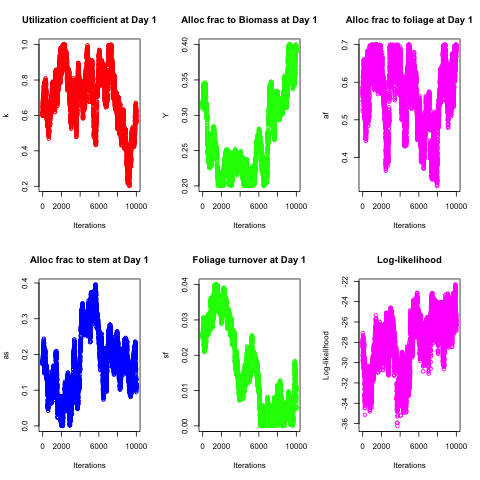 Utilization coefficient at Day 1
k
1.0
0.8
0.6
0.4
0.2
0 2000 6000 10000
Iterations
Alloc frac to Biomass at Day 1
Y
0.40
0.35
0.30
0.25
0.20
0 2000 6000 10000
Iterations
Alloc frac to foliage at Day 1
af
0.7
0.6
0.5
0.4
0 2000 6000 10000
Iterations
Alloc frac to stem at Day 1
as
0.4
0.3
0.2
0.1
0.0
0 2000 6000 10000
Iterations
Foliage turnover at Day 1
sf
0.04
0.03
0.02
0.01
0.00
0 2000 6000 10000
Iterations
Log-likelihood
Log-likelihood
-22
-24
-26
-28
-30
-32
-34
-36
0 2000 6000 10000
Iterations